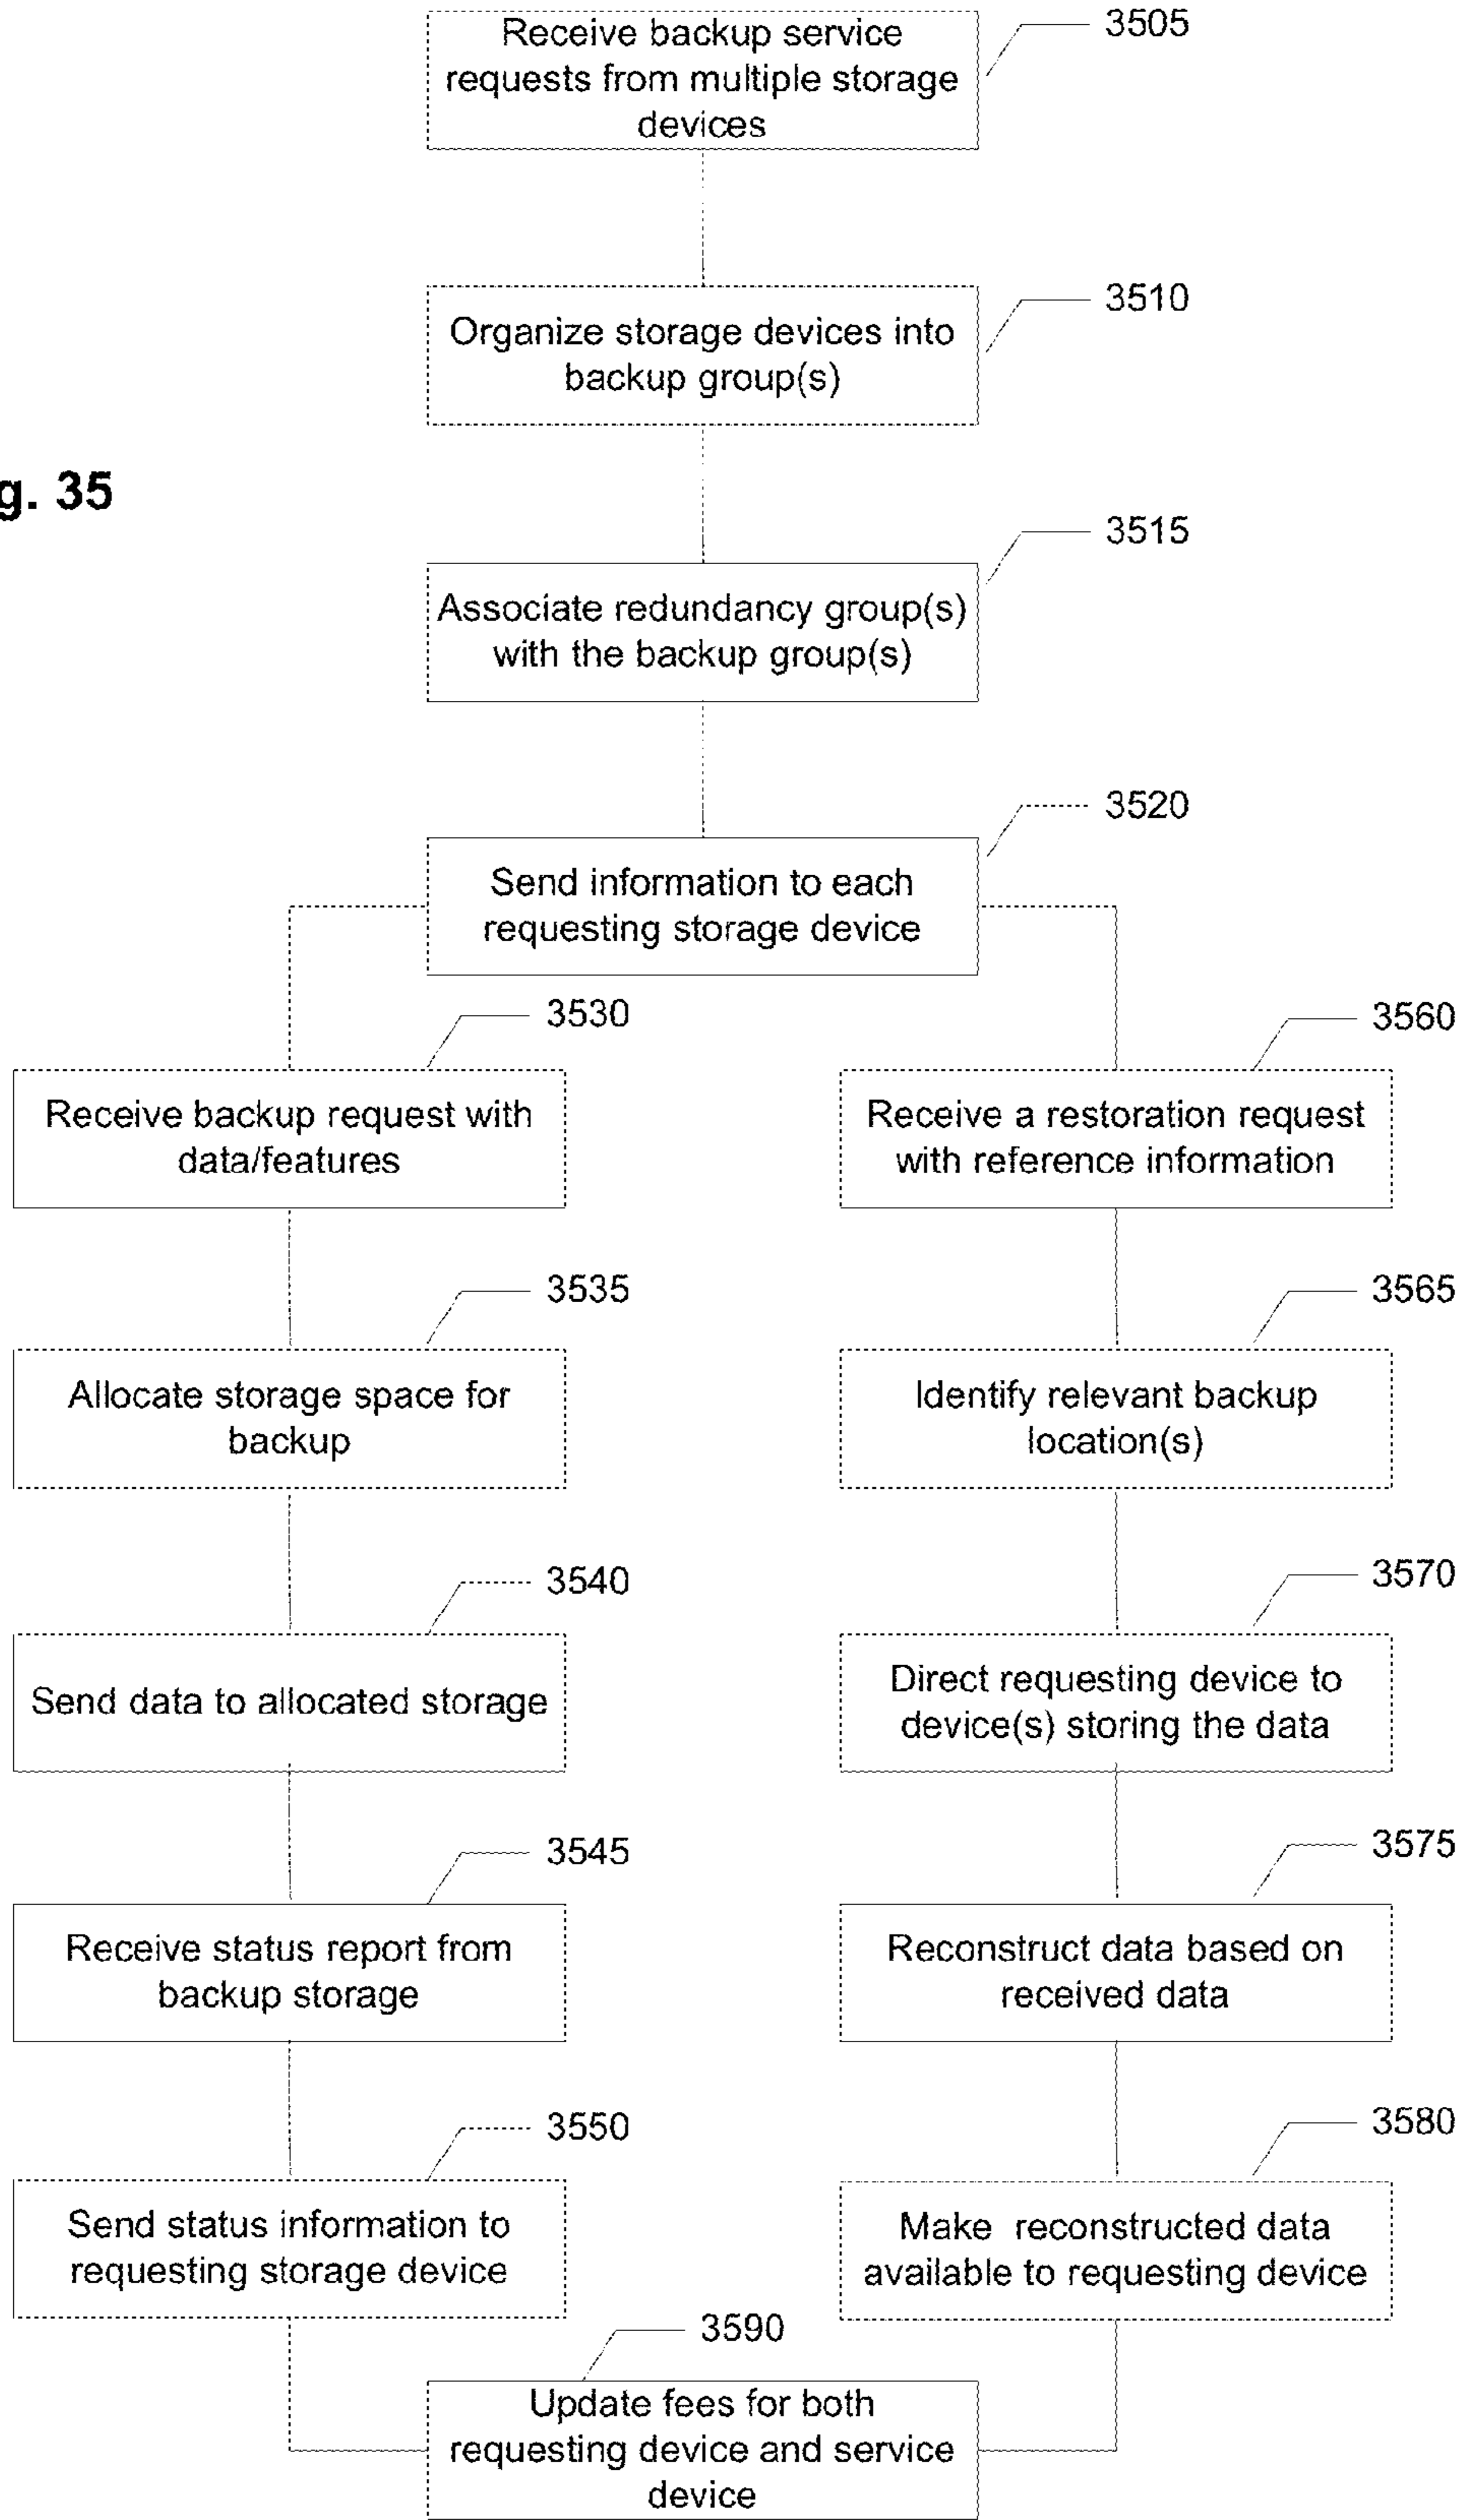 3505
Receive backup service
requests from multiple storage
devices
3510
Organize storage devices into
backup group(s)
g. 35
3515
Associate redundancy group(s)
with the backup group(s)
3520
Send information to each
requesting storage device
3530
Receive backup request with
data/features
3535
Allocate storage space for
backup
3540
Send data to allocated storage
3545
Receive status report from
backup storage
3550
Send status information to
requesting storage device
3560
Receive a restoration request
with reference information
3565
Identify relevant backup
location(s)
3570
Direct requesting device to
device(s) storing the data
3575
Reconstruct data based on
received data
3580
Make reconstructed data
available to requesting device
3590
Update fees for both
requesting device and service
device